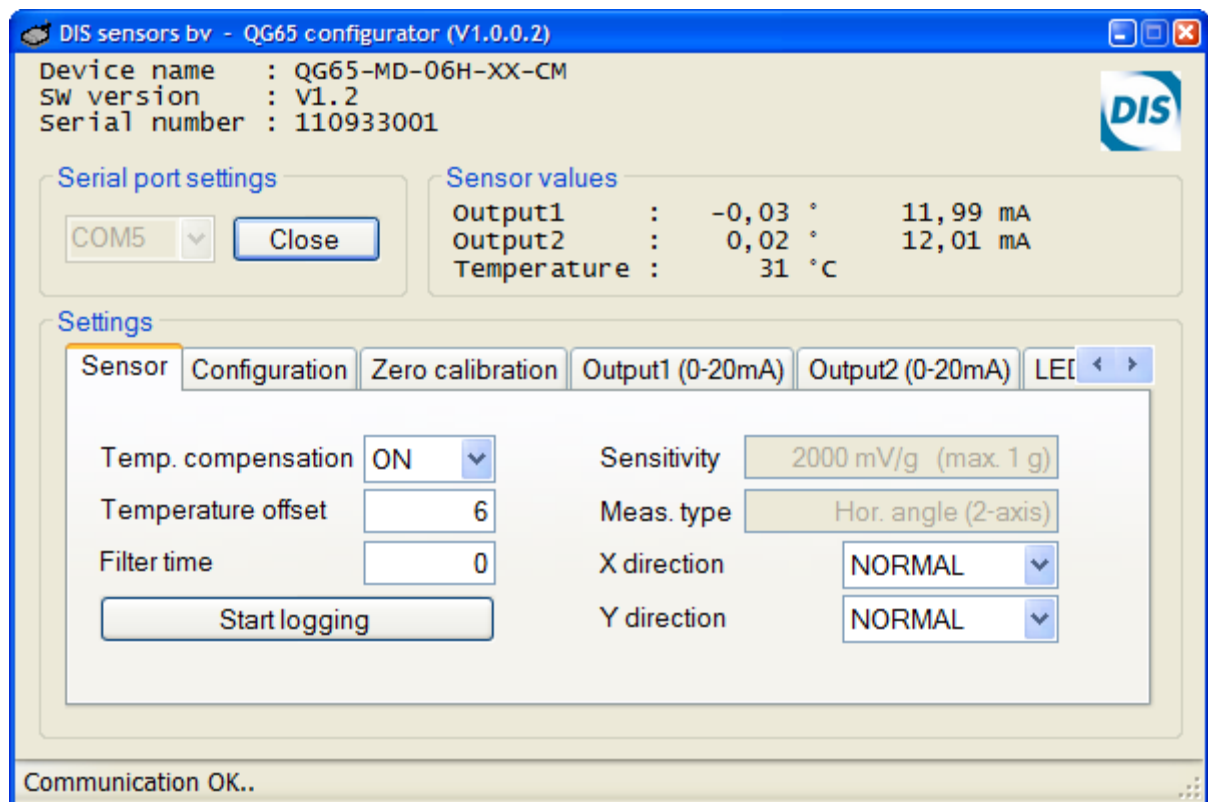 DIS sensors bv - QG65 configurator (V1.0.0.2)
Device name : QG65-MD-06H-XX-CM
SW version : V1.2
Serial number : 110933001
DIS
Serial port settings
COM5
Close
Sensor values
Output1 : -0,03 ° 11,99 mA
Output2 : 0,02 ° 12,01 mA
Temperature : 31 °C
Settings
Sensor Configuration Zero calibration Output1 (0-20mA) Output2 (0-20mA) LED
Temp. compensation ON
Temperature offset 6
Filter time 0
Start logging
Sensitivity 2000 mV/g (max. 1 g)
Meas. type Hor. angle (2-axis)
X direction NORMAL
Y direction NORMAL
Communication OK..